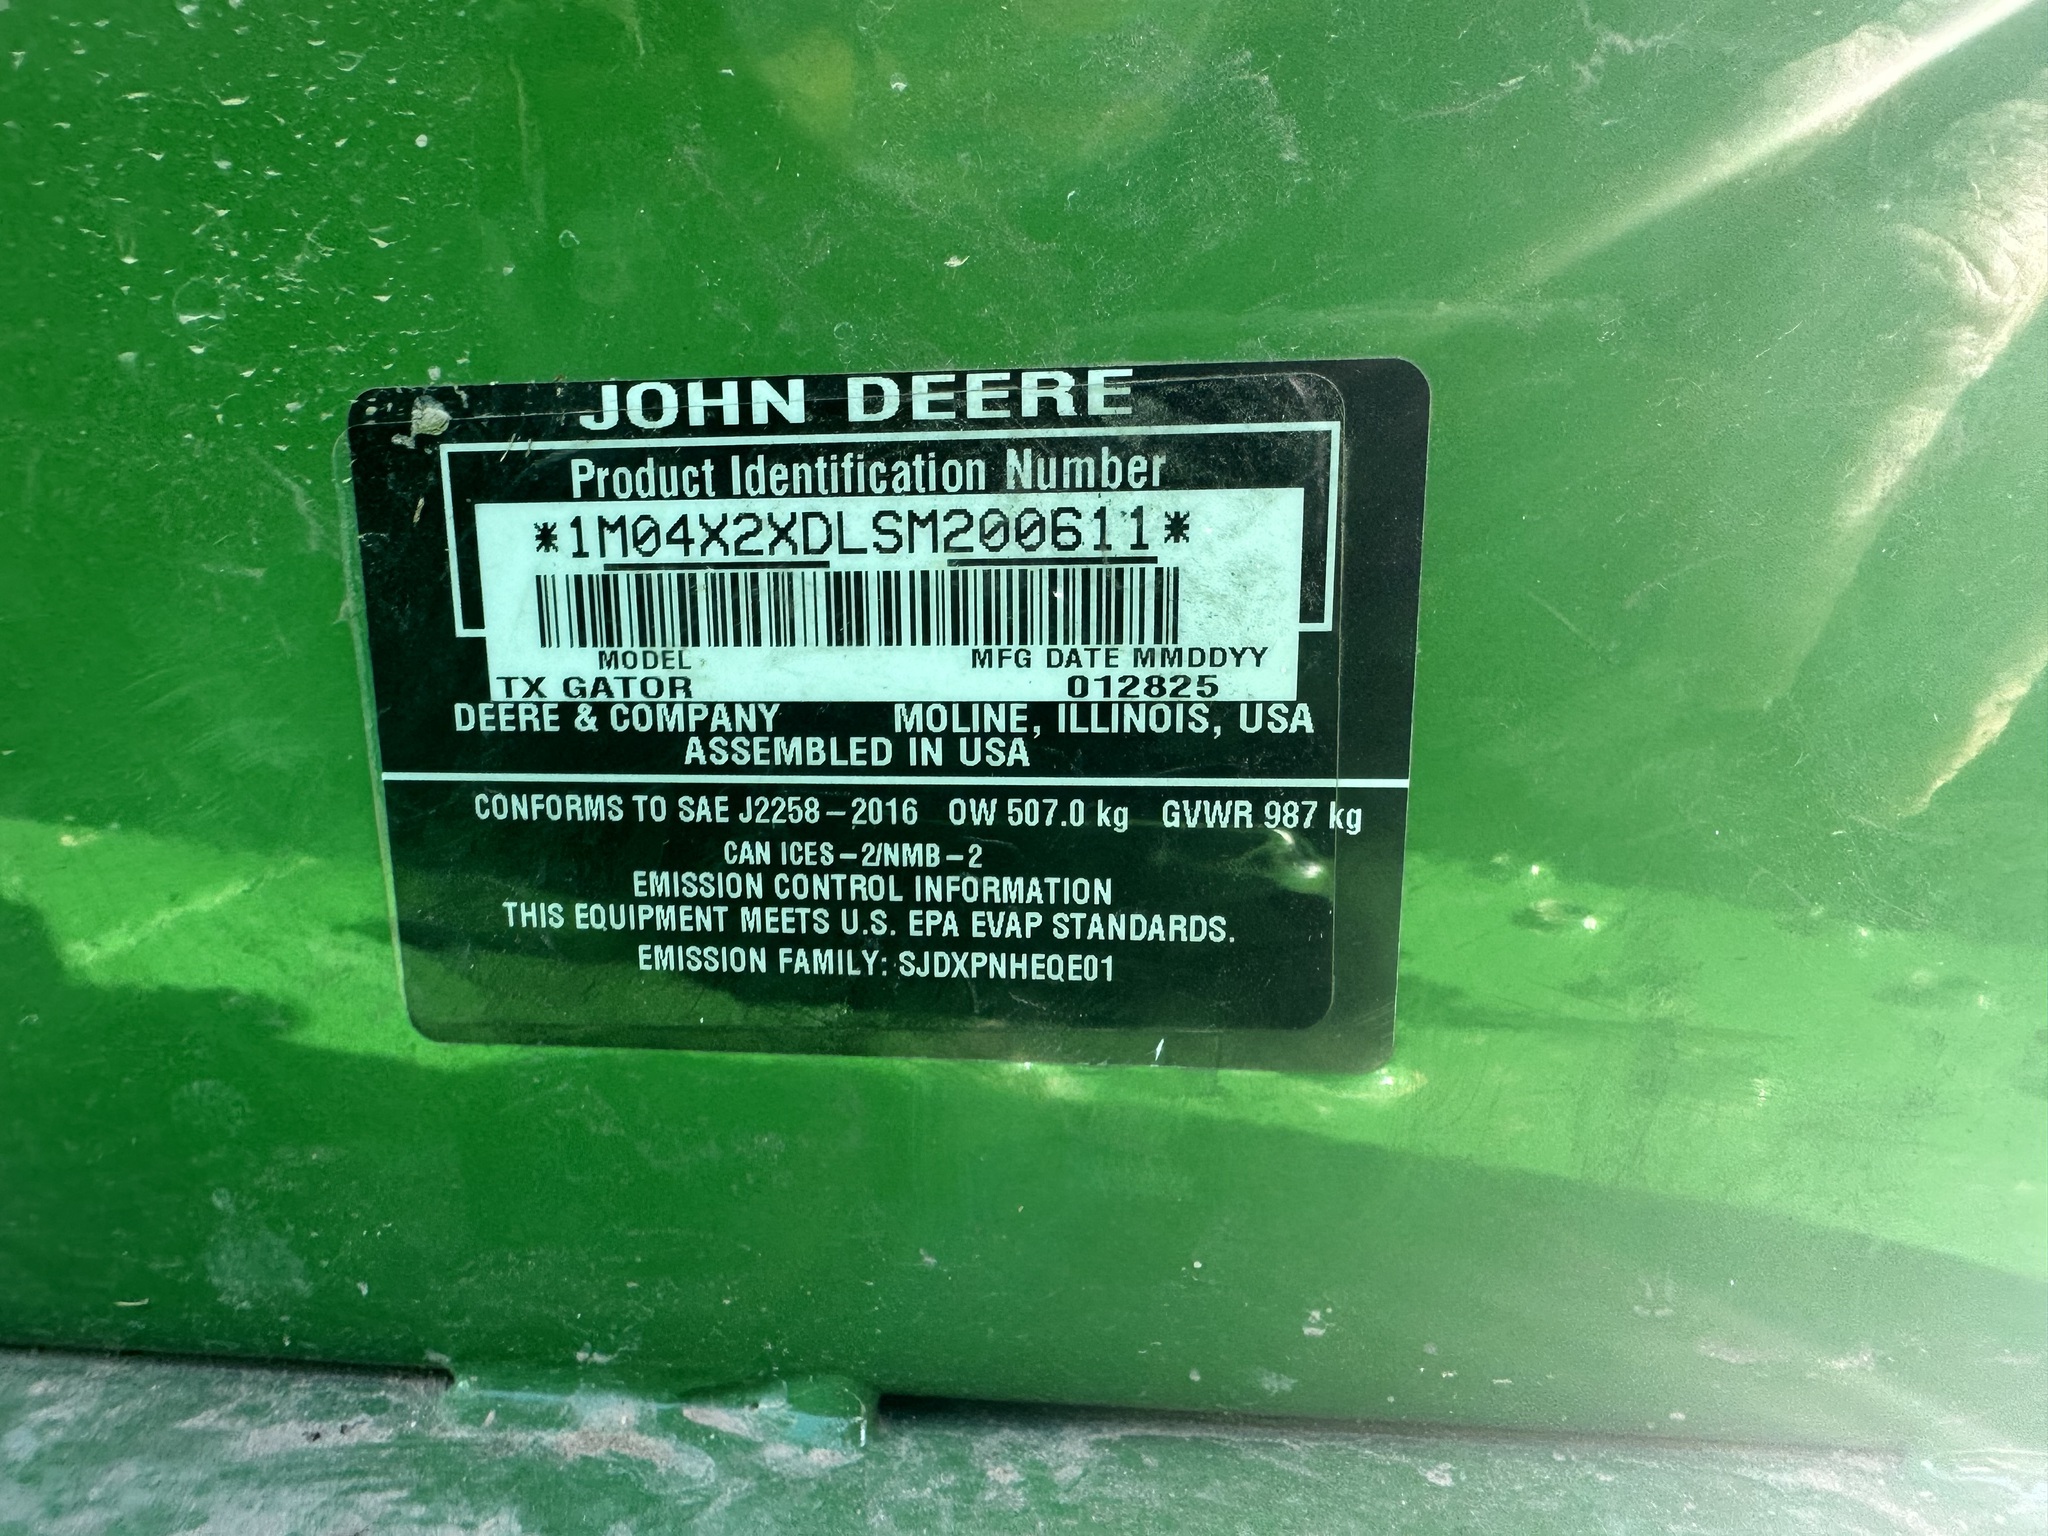 JOHN DEERE
Product Identification Number
*1M04X2XDLSM200611*
MODEL MFG DATE MMDDYY
TX GATOR 012825
DEERE & COMPANY MOLINE, ILLINOIS, USA
ASSEMBLED IN USA
CONFORMS TO SAE J2258-2016 OW 507.0 kg GVWR 987 kg
CAN ICES-2/NMB-2
EMISSION CONTROL INFORMATION
THIS EQUIPMENT MEETS U.S. EPA EVAP STANDARDS.
EMISSION FAMILY: SJDXPNHEQE01